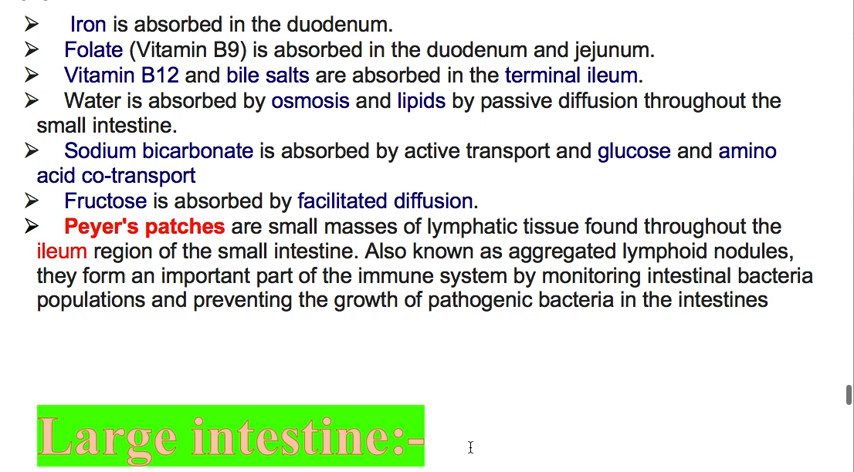 ➢ Iron is absorbed in the duodenum.
➢ Folate (Vitamin B9) is absorbed in the duodenum and jejunum.
➢ Vitamin B12 and bile salts are absorbed in the terminal ileum.
➢ Water is absorbed by osmosis and lipids by passive diffusion throughout the
small intestine.
➢ Sodium bicarbonate is absorbed by active transport and glucose and amino
acid co-transport
➢ Fructose is absorbed by facilitated diffusion.
➢ Peyer's patches are small masses of lymphatic tissue found throughout the
ileum region of the small intestine. Also known as aggregated lymphoid nodules,
they form an important part of the immune system by monitoring intestinal bacteria
populations and preventing the growth of pathogenic bacteria in the intestines
Large intestine:-